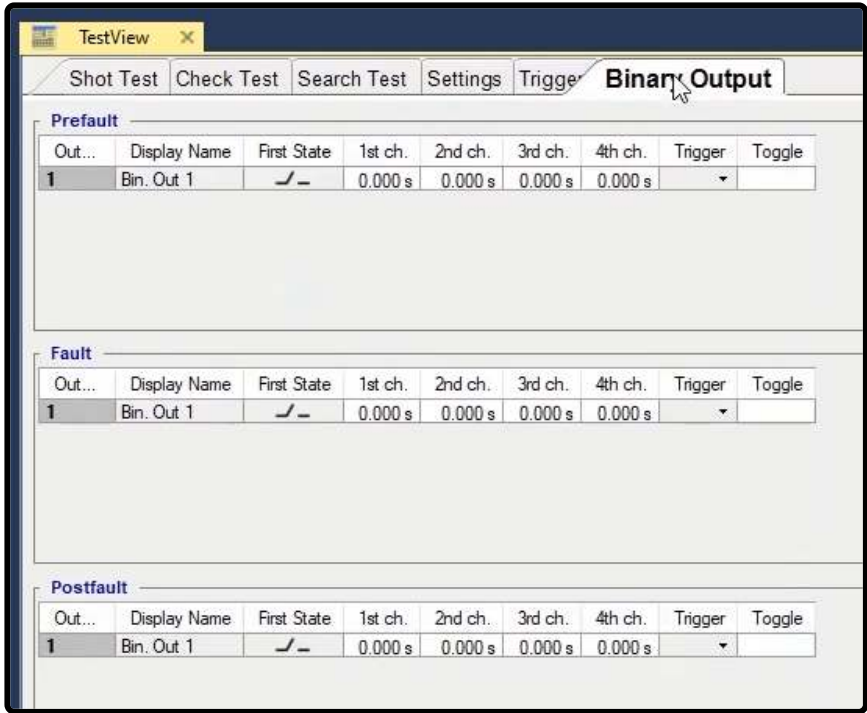 TestView
Shot Test Check Test Search Test Settings Trigger Binary Output
Prefault
Out... Display Name First State 1st ch. 2nd ch. 3rd ch. 4th ch. Trigger Toggle
1 Bin. Out 1 0.000 s 0.000 s 0.000 s 0.000 s
Fault
Out... Display Name First State 1st ch. 2nd ch. 3rd ch. 4th ch. Trigger Toggle
1 Bin. Out 1 0.000 s 0.000 s 0.000 s 0.000 s
Postfault
Out... Display Name First State 1st ch. 2nd ch. 3rd ch. 4th ch. Trigger Toggle
1 Bin. Out 1 0.000 s 0.000 s 0.000 s 0.000 s